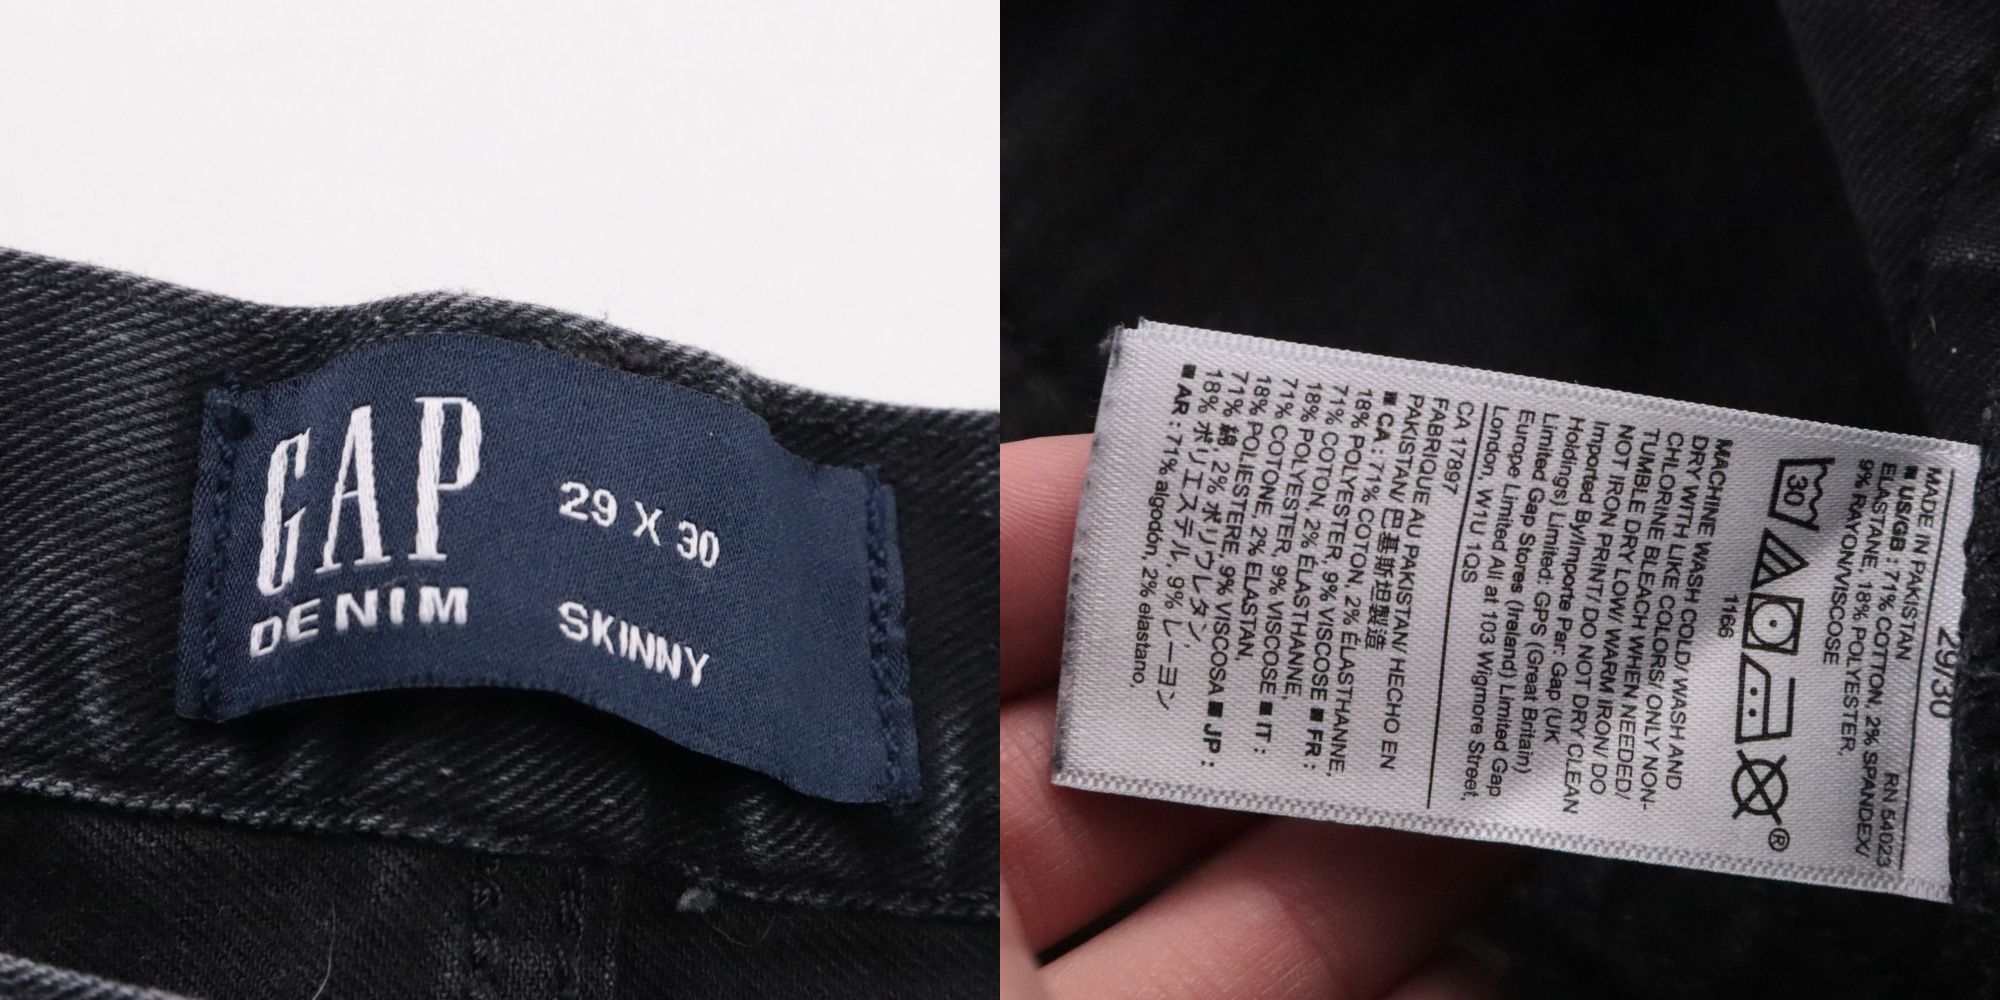 GAP
DENIM
29 X 30
SKINNY
29/30
MADE IN PAKISTAN RN 54023
■ US/GB : 71% COTTON, 2% SPANDEX/
ELASTANE, 18% POLYESTER,
9% RAYON/VISCOSE
30
®
1166
MACHINE WASH COLD/ WASH AND
DRY WITH LIKE COLORS/ ONLY NON-
CHLORINE BLEACH WHEN NEEDED/
TUMBLE DRY LOW/ WARM IRON/ DO
NOT IRON PRINT/ DO NOT DRY CLEAN
Imported By/Importe Par: Gap (UK
Holdings) Limited: GPS (Great Britain)
Limited Gap Stores (Ireland) Limited Gap
Europe Limited All at 103 Wigmore Street,
London, W1U 1QS
CA 17897
FABRIQUE AU PAKISTAN/ HECHO EN
PAKISTAN/ 巴基斯坦製造
■ CA : 71% COTON, 2% ÉLASTHANNE,
18% POLYESTER, 9% VISCOSE ■ FR :
71% COTON, 2% ÉLASTHANNE,
18% POLYESTER, 9% VISCOSE ■ IT :
71% COTONE, 2% ELASTAN,
18% POLIESTERE, 9% VISCOSA ■ JP :
71% 綿, 2% ポリウレタン,
18% ポリエステル, 9% レーヨン
■ AR : 71% algodón, 2% elastano,